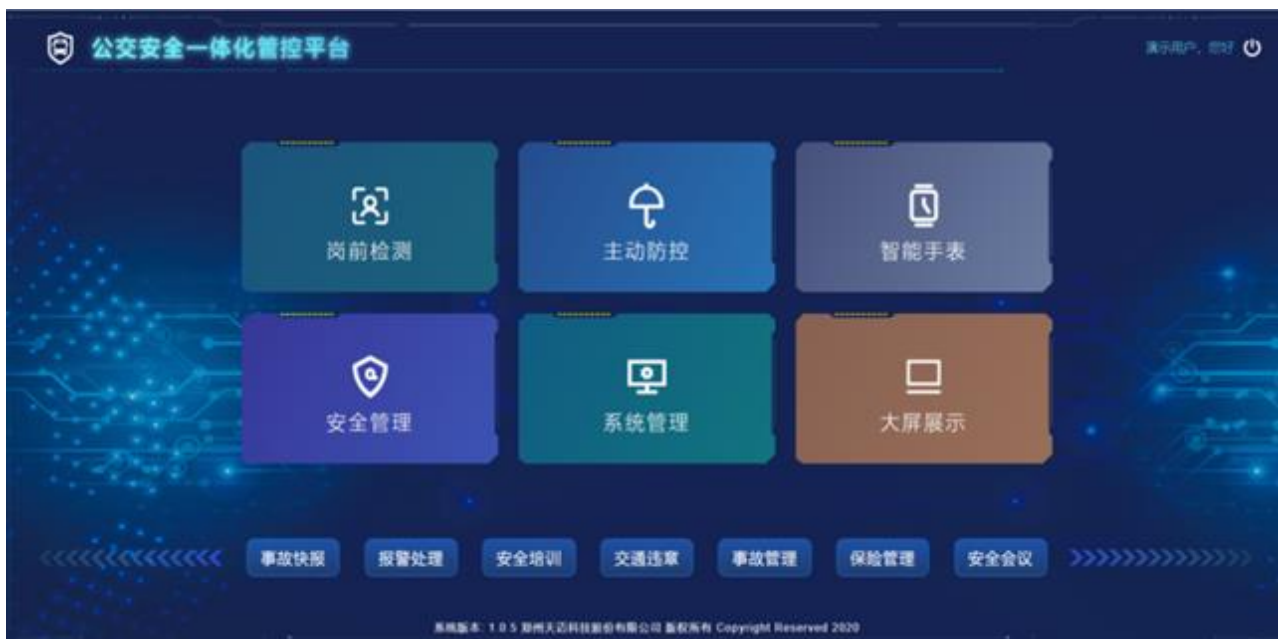 公交安全一体化管控平台
演示用户，您好
岗前检测
主动防控
智能手表
安全管理
系统管理
大屏展示
事故快报
报警处理
安全培训
交通违章
事故管理
保险管理
安全会议
系统版本: 1.0.5 郑州天迈科技股份有限公司 版权所有 Copyright Reserved 2020